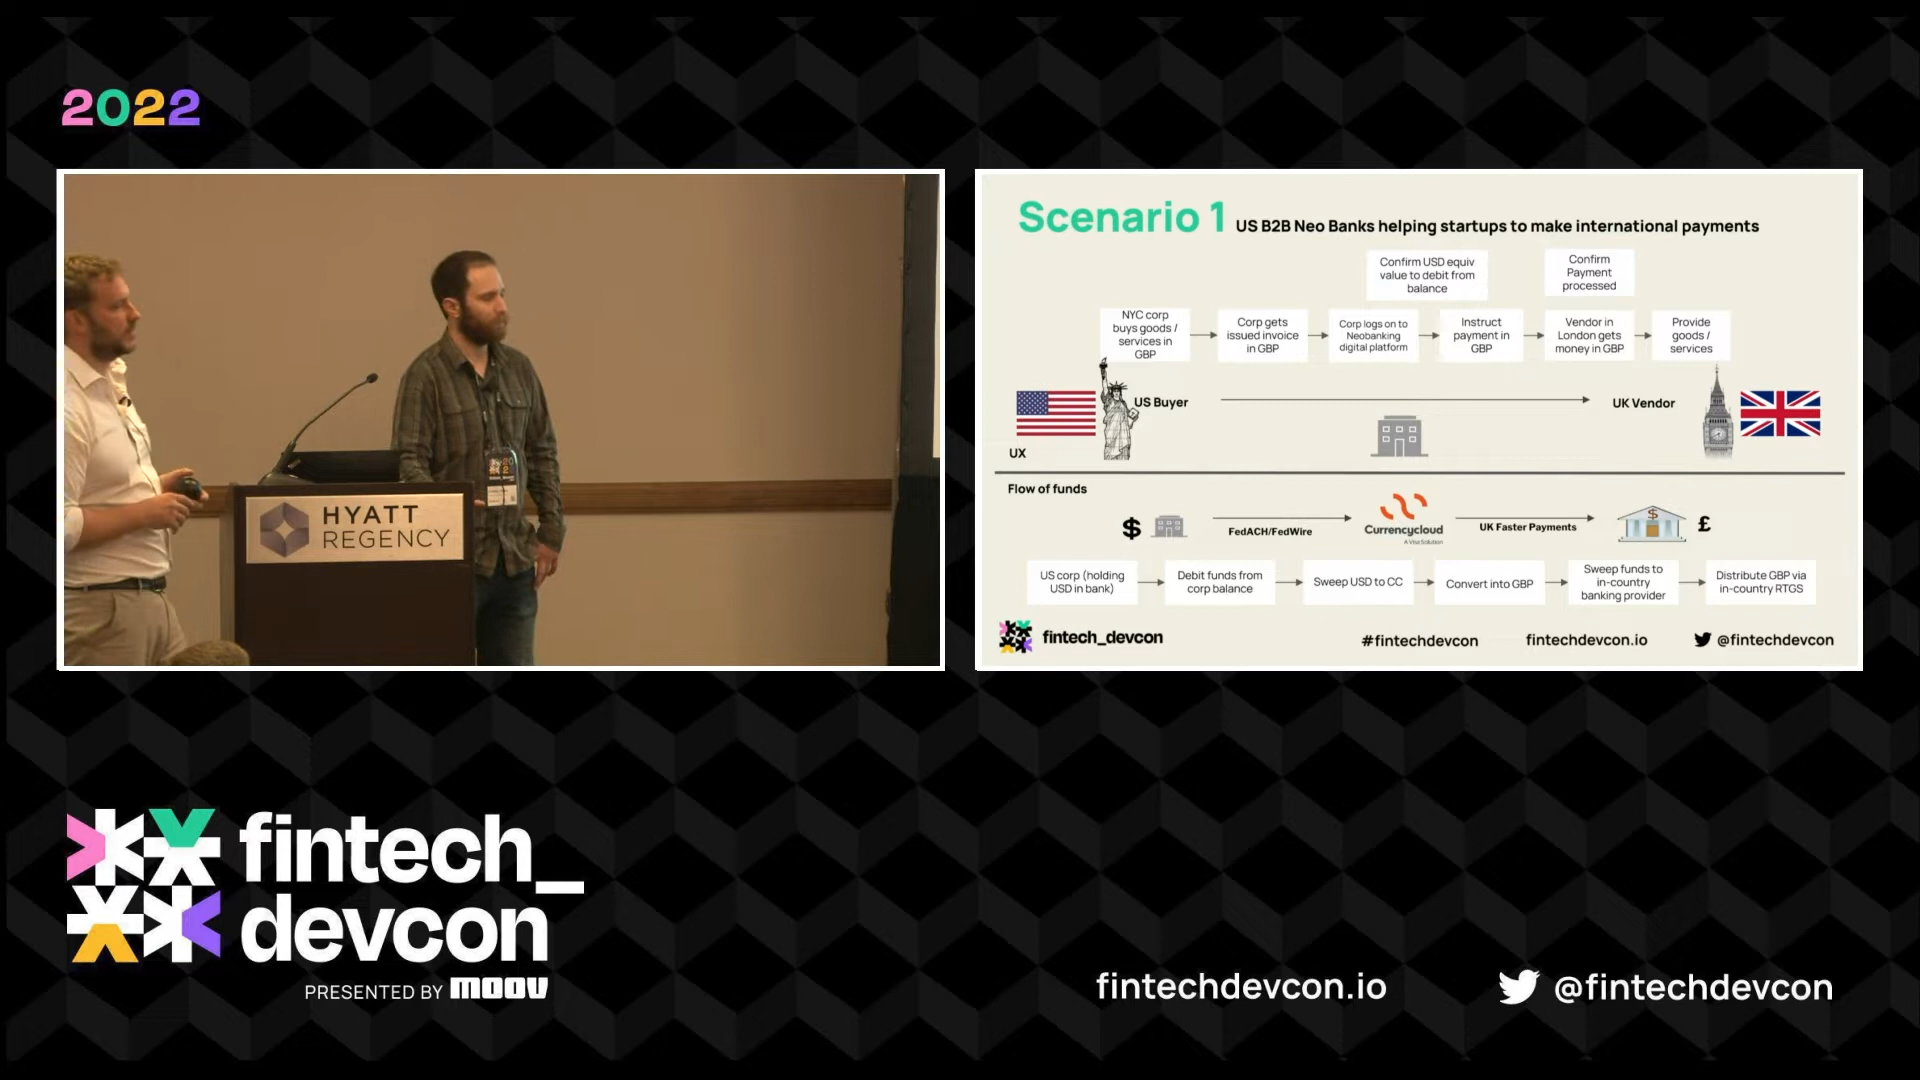 2022
HYATT
REGENCY
Scenario 1 US B2B Neo Banks helping startups to make international payments
Confirm USD equiv
value to debit from
balance
Confirm
Payment
processed
NYC corp
buys goods /
services in
GBP
Corp gets
issued invoice
in GBP
Corp logs on to
Neobanking
digital platform
Instruct
payment in
GBP
Vendor in
London gets
money in GBP
Provide
goods /
services
US Buyer
UK Vendor
UX
Flow of funds
$
FedACH/FedWire
Currencycloud
A Visa Solution
UK Faster Payments
$
£
US corp (holding
USD in bank)
Debit funds from
corp balance
Sweep USD to CC
Convert into GBP
Sweep funds to
in-country
banking provider
Distribute GBP via
in-country RTGS
fintech_devcon
#fintechdevcon
fintechdevcon.io
@fintechdevcon
fintech_
devcon
PRESENTED BY moov
fintechdevcon.io
@fintechdevcon